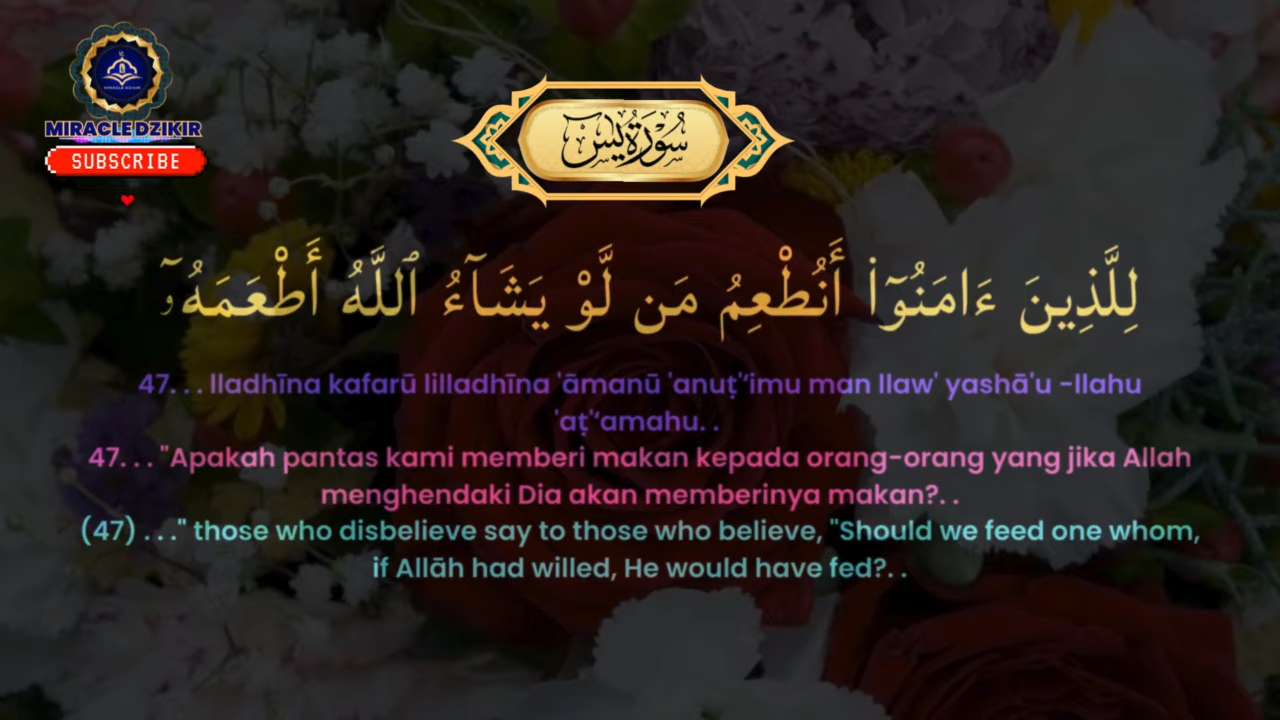 MIRACLE DZIKIR
MIRACLE DZIKIR
SUBSCRIBE
سُورَةُ يس
لِلَّذِينَ ءَامَنُوٓا۟ أَنُطْعِمُ مَن لَّوْ يَشَآءُ ٱللَّهُ أَطْعَمَهُۥٓ
47. . . lladhīna kafarū lilladhīna 'āmanū 'anuṭ'‘imu man llaw' yashā'u -llahu
'aṭ'‘amahu. .
47. . . "Apakah pantas kami memberi makan kepada orang-orang yang jika Allah
menghendaki Dia akan memberinya makan?. .
(47) . . ." those who disbelieve say to those who believe, "Should we feed one whom,
if Allāh had willed, He would have fed?. .